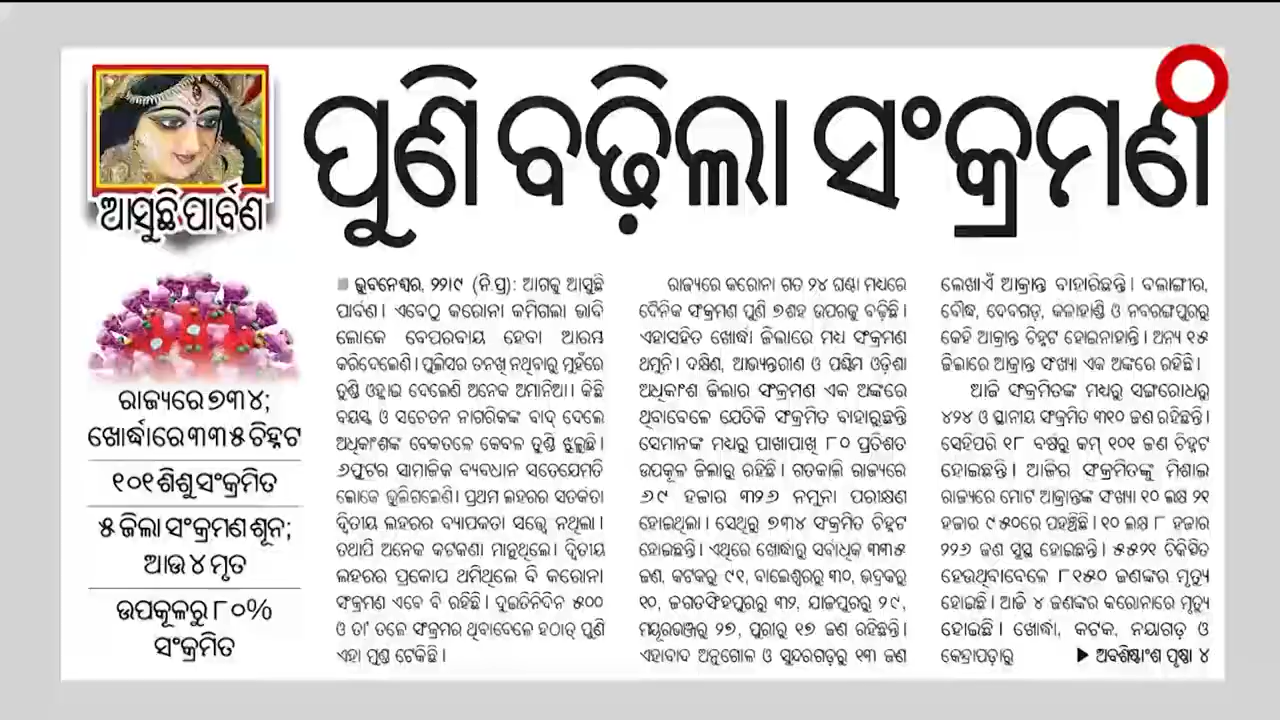 ପୁଣି ବଢ଼ିଲା ସଂକ୍ରମଣ
ଆସୁଛି ପାର୍ବଣ
ରାଜ୍ୟରେ ୭୩୪;
ଖୋର୍ଦ୍ଧାରେ ୩୩୫ ଚିହ୍ନଟ
୧୦୧ ଶିଶୁ ସଂକ୍ରମିତ
୫ ଜିଲା ସଂକ୍ରମଣ ଶୂନ;
ଆଉ ୪ ମୃତ
ଉପକୂଳରୁ ୮୦%
ସଂକ୍ରମିତ
ଭୁବନେଶ୍ୱର, ୨୨।୯ (ନି.ପ୍ର): ଆଗକୁ ଆସୁଛି
ପାର୍ବଣ। ଏବେଠୁ କରୋନା କମିଗଲା ଭାବି
ଲୋକେ ବେପରବାୟ ହେବା ଆରମ୍ଭ
କରିଦେଲେଣି। ପୁଲିସର ତନଖି ନଥିବାରୁ ମୁହଁରେ
ତୁଣ୍ଡି ଓହ୍ଲାଇ ଦେଲେଣି ଅନେକ ଅମାନିଆ। କିଛି
ବୟସ୍କ ଓ ସଚେତନ ନାଗରିକଙ୍କ ବାଦ୍ ଦେଲେ
ଅଧିକାଂଶଙ୍କ ବେକତଳେ କେବଳ ତୁଣ୍ଡି ଝୁଲୁଛି।
୬ଫୁଟର ସାମାଜିକ ବ୍ୟବଧାନ ସତେଯେମତି
ଲୋକେ ଭୁଲିଗଲେଣି। ପ୍ରଥମ ଲହରର ସତର୍କତା
ଦ୍ୱିତୀୟ ଲହରର ବ୍ୟାପକତା ସତ୍ତ୍ୱେ ନଥିଲା।
ତଥାପି ଅନେକ କଟକଣା ମାନୁଥିଲେ। ଦ୍ୱିତୀୟ
ଲହରର ପ୍ରକୋପ ଥମିଥିଲେ ବି କରୋନା
ସଂକ୍ରମଣ ଏବେ ବି ରହିଛି। ଦୁଇତିନିଦିନ ୫୦୦
ଓ ତା' ତଳେ ସଂକ୍ରମଣ ଥିବାବେଳେ ହଠାତ୍ ପୁଣି
ଏହା ମୁଣ୍ଡ ଟେକିଛି।
ରାଜ୍ୟରେ କରୋନା ଗତ ୨୪ ଘଣ୍ଟା ମଧ୍ୟରେ
ଦୈନିକ ସଂକ୍ରମଣ ପୁଣି ୭ଶହ ଉପରକୁ ବଢ଼ିଛି।
ଏହାସହିତ ଖୋର୍ଦ୍ଧା ଜିଲାରେ ମଧ୍ୟ ସଂକ୍ରମଣ
ଥମୁନି। ଦକ୍ଷିଣ, ଆଭ୍ୟନ୍ତରୀଣ ଓ ପଶ୍ଚିମ ଓଡ଼ିଶା
ଅଧିକାଂଶ ଜିଲାର ସଂକ୍ରମଣ ଏକ ଅଙ୍କରେ
ଥିବାବେଳେ ଯେତିକି ସଂକ୍ରମିତ ବାହାରୁଛନ୍ତି
ସେମାନଙ୍କ ମଧ୍ୟରୁ ପାଖାପାଖି ୮୦ ପ୍ରତିଶତ
ଉପକୂଳ ଜିଲାରୁ ରହିଛି। ଗତକାଲି ରାଜ୍ୟରେ
୬୯ ହଜାର ୩୨୬ ନମୁନା ପରୀକ୍ଷଣ
ହୋଇଥିଲା। ସେଥିରୁ ୭୩୪ ସଂକ୍ରମିତ ଚିହ୍ନଟ
ହୋଇଛନ୍ତି। ଏଥିରେ ଖୋର୍ଦ୍ଧାରୁ ସର୍ବାଧିକ ୩୩୫
ଜଣ, କଟକରୁ ୯୧, ବାଲେଶ୍ୱରରୁ ୩୦, ଭଦ୍ରକରୁ
୧୦, ଜଗତସିଂହପୁରରୁ ୩୨, ଯାଜପୁରରୁ ୨୯,
ମୟୂରଭଞ୍ଜରୁ ୨୭, ପୁରୀରୁ ୧୭ ଜଣ ରହିଛନ୍ତି।
ଏହାବାଦ ଅନୁଗୋଳ ଓ ସୁନ୍ଦରଗଡ଼ରୁ ୧୩ ଜଣ
ଲେଖାଏଁ ଆକ୍ରାନ୍ତ ବାହାରିଛନ୍ତି। ବଲାଙ୍ଗୀର,
ବୌଦ୍ଧ, ଦେବଗଡ଼, କଳାହାଣ୍ଡି ଓ ନବରଙ୍ଗପୁରରୁ
କେହି ଆକ୍ରାନ୍ତ ଚିହ୍ନଟ ହୋଇନାହାନ୍ତି। ଅନ୍ୟ ୧୫
ଜିଲାରେ ଆକ୍ରାନ୍ତ ସଂଖ୍ୟା ଏକ ଅଙ୍କରେ ରହିଛି।
ଆଜି ସଂକ୍ରମିତଙ୍କ ମଧ୍ୟରୁ ସଙ୍ଗରୋଧରୁ
୪୨୪ ଓ ସ୍ଥାନୀୟ ସଂକ୍ରମିତ ୩୧୦ ଜଣ ରହିଛନ୍ତି।
ସେହିପରି ୧୮ ବର୍ଷରୁ କମ୍ ୧୦୧ ଜଣ ଚିହ୍ନଟ
ହୋଇଛନ୍ତି। ଆଜିର ସଂକ୍ରମିତଙ୍କୁ ମିଶାଇ
ରାଜ୍ୟରେ ମୋଟ ଆକ୍ରାନ୍ତଙ୍କ ସଂଖ୍ୟା ୧୦ ଲକ୍ଷ ୨୧
ହଜାର ୯୫୦ରେ ପହଞ୍ଚିଛି। ୧୦ ଲକ୍ଷ ୮ ହଜାର
୨୨୬ ଜଣ ସୁସ୍ଥ ହୋଇଛନ୍ତି। ୫୫୨୧ ଚିକିତ୍ସିତ
ହେଉଥିବାବେଳେ ୮୧୫୦ ଜଣଙ୍କର ମୃତ୍ୟୁ
ହୋଇଛି। ଆଜି ୪ ଜଣଙ୍କର କରୋନାରେ ମୃତ୍ୟୁ
ହୋଇଛି। ଖୋର୍ଦ୍ଧା, କଟକ, ନୟାଗଡ଼ ଓ
କେନ୍ଦ୍ରାପଡ଼ାରୁ ▶ ଅବଶିଷ୍ଟାଂଶ ପୃଷ୍ଠା ୪